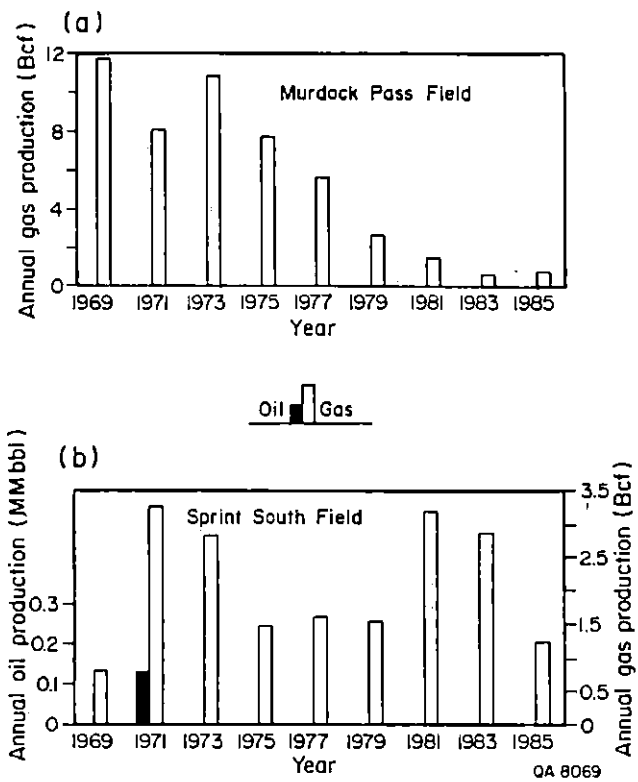 (a)
Annual gas production (Bcf)
12
8
4
0
Murdock Pass Field
1969 1971 1973 1975 1977 1979 1981 1983 1985
Year
Oil Gas
(b)
Annual oil production (MMbbl)
0.3
0.2
0.1
0
Sprint South Field
3.5
2.5
1.5
0.5
0
Annual gas production (Bcf)
1969 1971 1973 1975 1977 1979 1981 1983 1985
Year
QA 8069